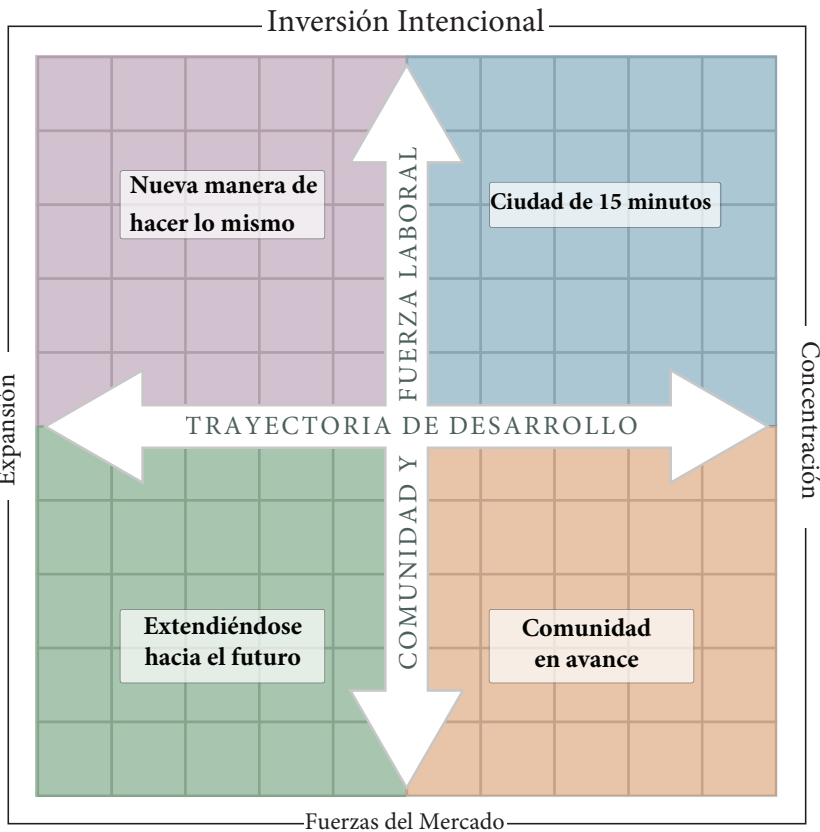 Inversión Intencional
Nueva manera de
hacer lo mismo
Ciudad de 15 minutos
COMUNIDAD Y FUERZA LABORAL
Expansión
TRAYECTORIA DE DESARROLLO
Concentración
Extendiéndose
hacia el futuro
Comunidad
en avance
Fuerzas del Mercado